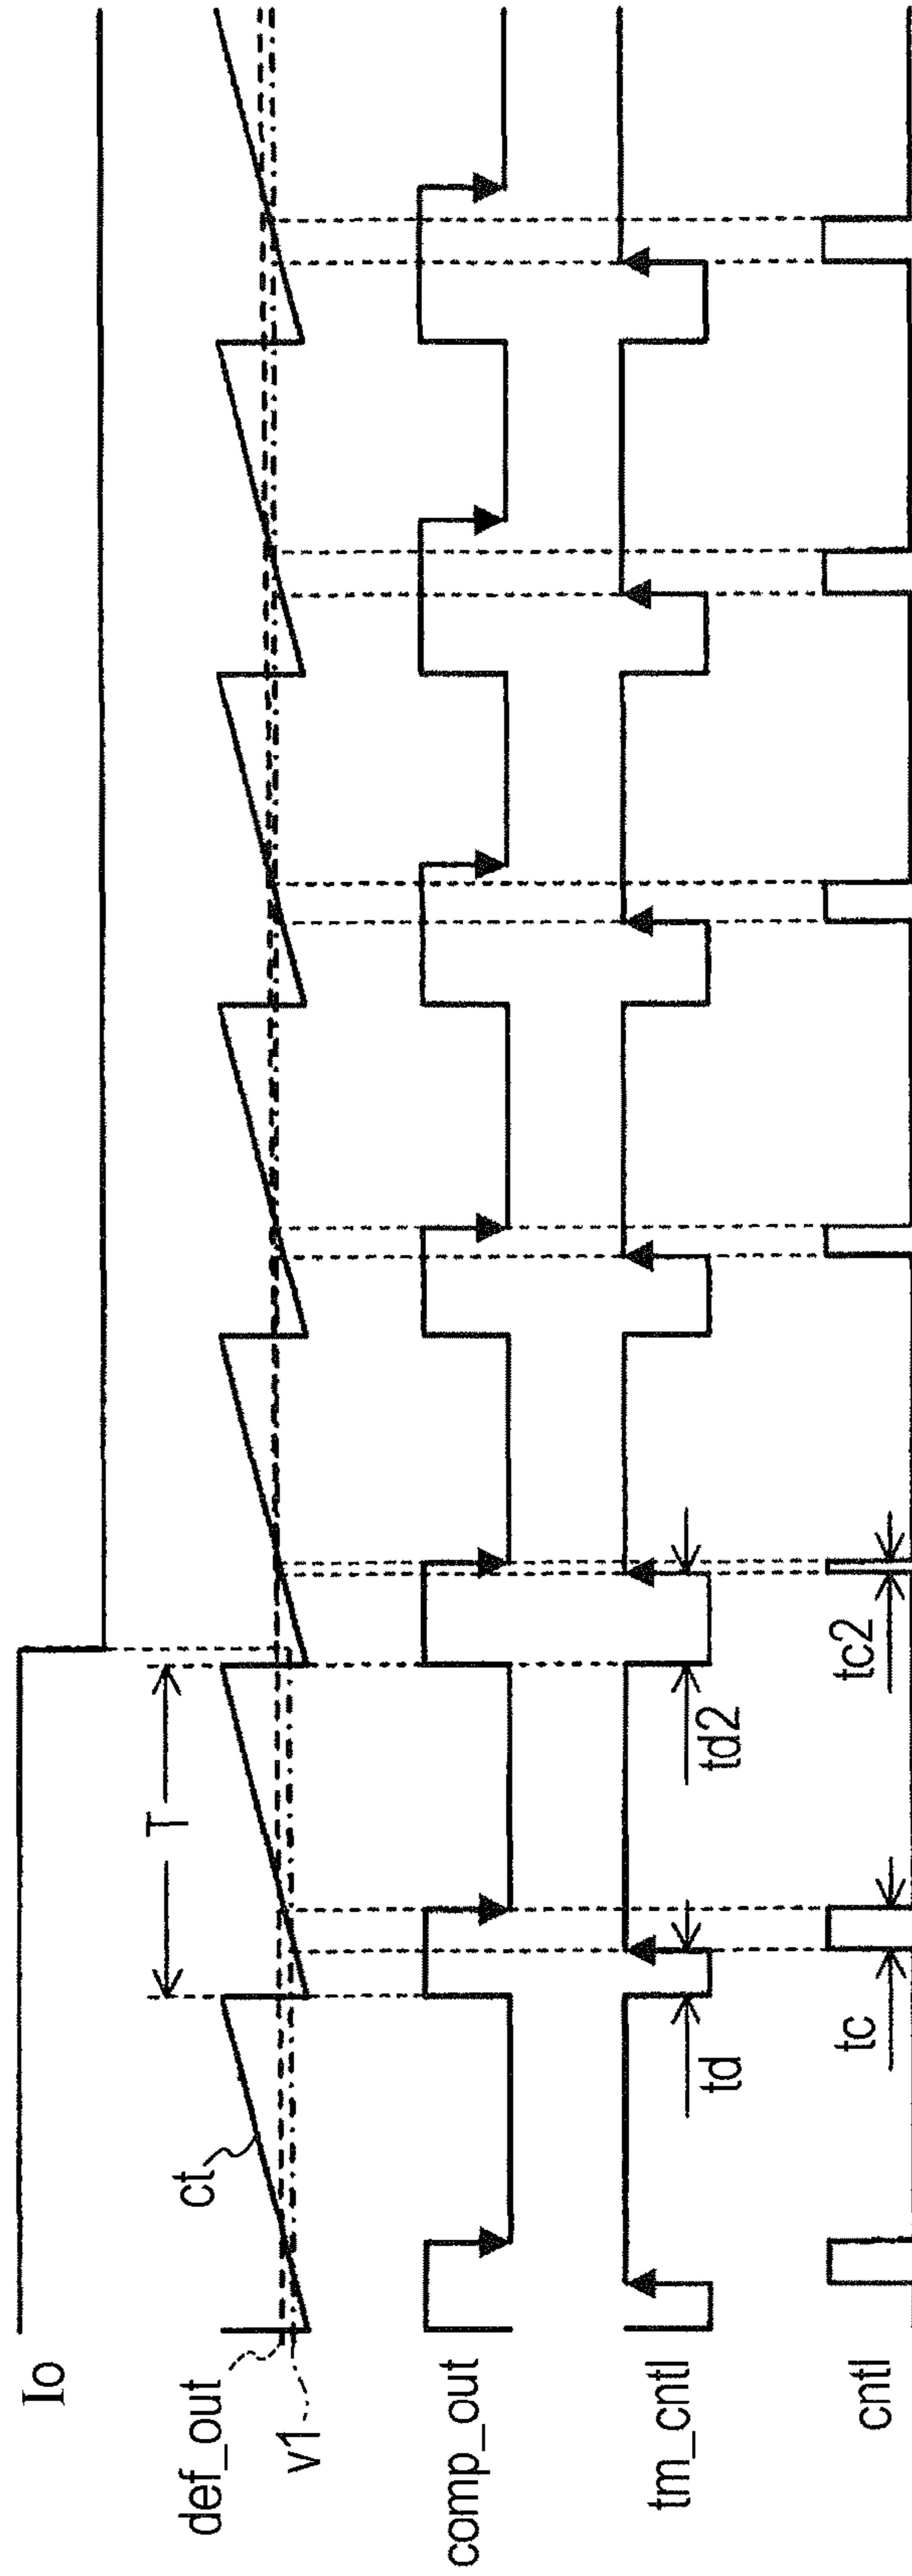 Io
def_out
v1
ct
T
comp_out
tm_cntl
td
td2
cntl
tc
tc2